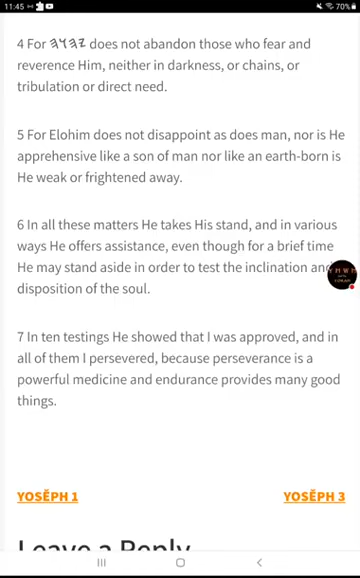 11:45
70%
4 For 𐤉𐤄𐤅𐤄 does not abandon those who fear and
reverence Him, neither in darkness, or chains, or
tribulation or direct need.
5 For Elohim does not disappoint as does man, nor is He
apprehensive like a son of man nor like an earth-born is
He weak or frightened away.
6 In all these matters He takes His stand, and in various
ways He offers assistance, even though for a brief time
He may stand aside in order to test the inclination and
disposition of the soul.
7 In ten testings He showed that I was approved, and in
all of them I persevered, because perseverance is a
powerful medicine and endurance provides many good
things.
YOSĔPH 1
YOSĔPH 3
Leave a Reply